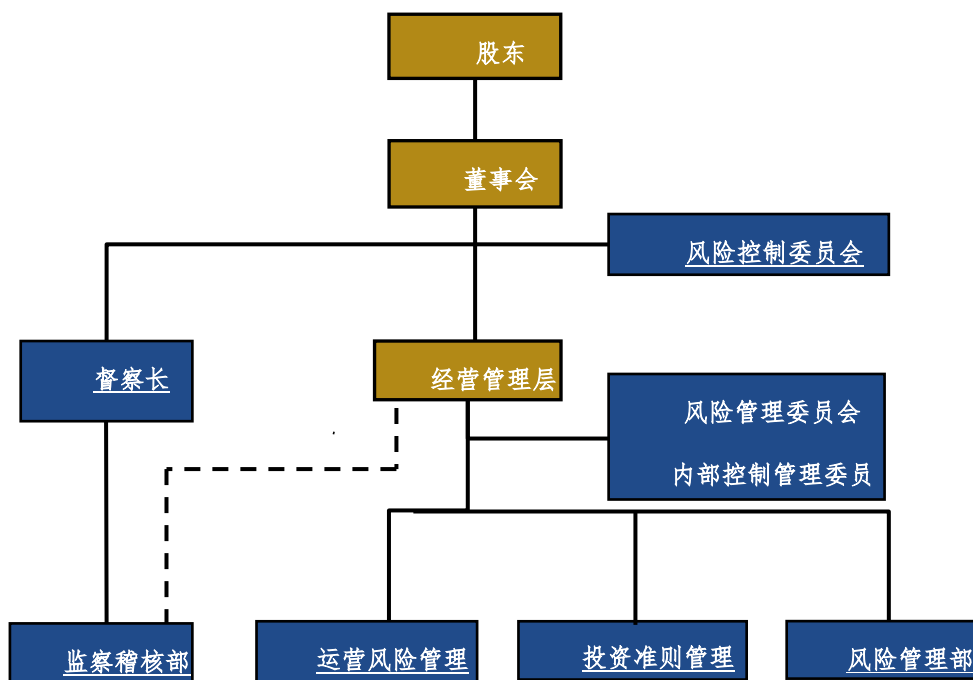 股东
董事会
风险控制委员会
督察长
经营管理层
风险管理委员会
内部控制管理委员
监察稽核部
运营风险管理
投资准则管理
风险管理部